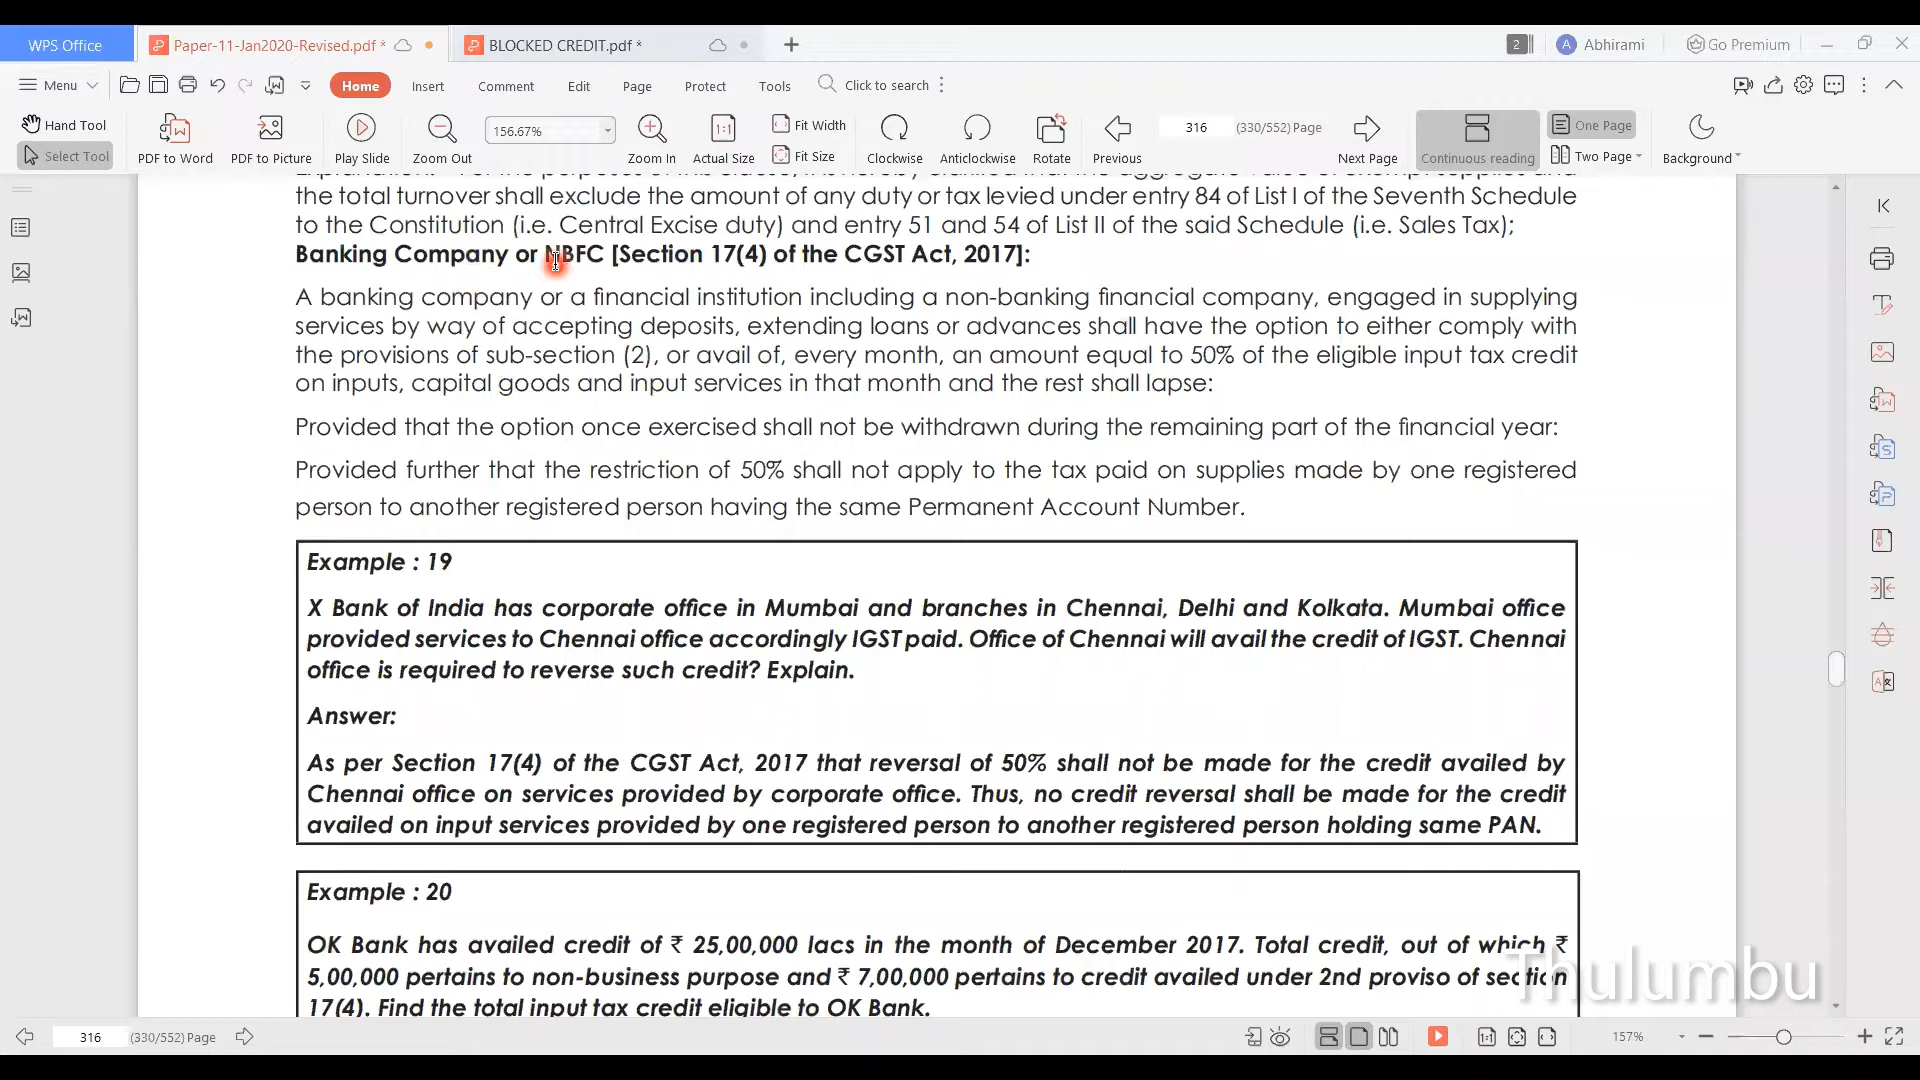 WPS Office
Paper-11-Jan2020-Revised.pdf *
BLOCKED CREDIT.pdf *
2
A Abhirami
Go Premium
Menu
Home
Insert
Comment
Edit
Page
Protect
Tools
Click to search
Hand Tool
Select Tool
PDF to Word
PDF to Picture
Play Slide
Zoom Out
156.67%
Zoom In
1:1
Actual Size
Fit Width
Fit Size
Clockwise
Anticlockwise
Rotate
Previous
316 (330/552) Page
Next Page
Continuous reading
One Page
Two Page
Background
the total turnover shall exclude the amount of any duty or tax levied under entry 84 of List I of the Seventh Schedule
to the Constitution (i.e. Central Excise duty) and entry 51 and 54 of List II of the said Schedule (i.e. Sales Tax);
Banking Company or NBFC [Section 17(4) of the CGST Act, 2017]:
A banking company or a financial institution including a non-banking financial company, engaged in supplying
services by way of accepting deposits, extending loans or advances shall have the option to either comply with
the provisions of sub-section (2), or avail of, every month, an amount equal to 50% of the eligible input tax credit
on inputs, capital goods and input services in that month and the rest shall lapse:
Provided that the option once exercised shall not be withdrawn during the remaining part of the financial year:
Provided further that the restriction of 50% shall not apply to the tax paid on supplies made by one registered
person to another registered person having the same Permanent Account Number.
Example : 19
X Bank of India has corporate office in Mumbai and branches in Chennai, Delhi and Kolkata. Mumbai office
provided services to Chennai office accordingly IGST paid. Office of Chennai will avail the credit of IGST. Chennai
office is required to reverse such credit? Explain.
Answer:
As per Section 17(4) of the CGST Act, 2017 that reversal of 50% shall not be made for the credit availed by
Chennai office on services provided by corporate office. Thus, no credit reversal shall be made for the credit
availed on input services provided by one registered person to another registered person holding same PAN.
Example : 20
OK Bank has availed credit of ₹ 25,00,000 lacs in the month of December 2017. Total credit, out of which ₹
5,00,000 pertains to non-business purpose and ₹ 7,00,000 pertains to credit availed under 2nd proviso of section
17(4). Find the total input tax credit eligible to OK Bank.
Thulumbu
316 (330/552) Page
157%